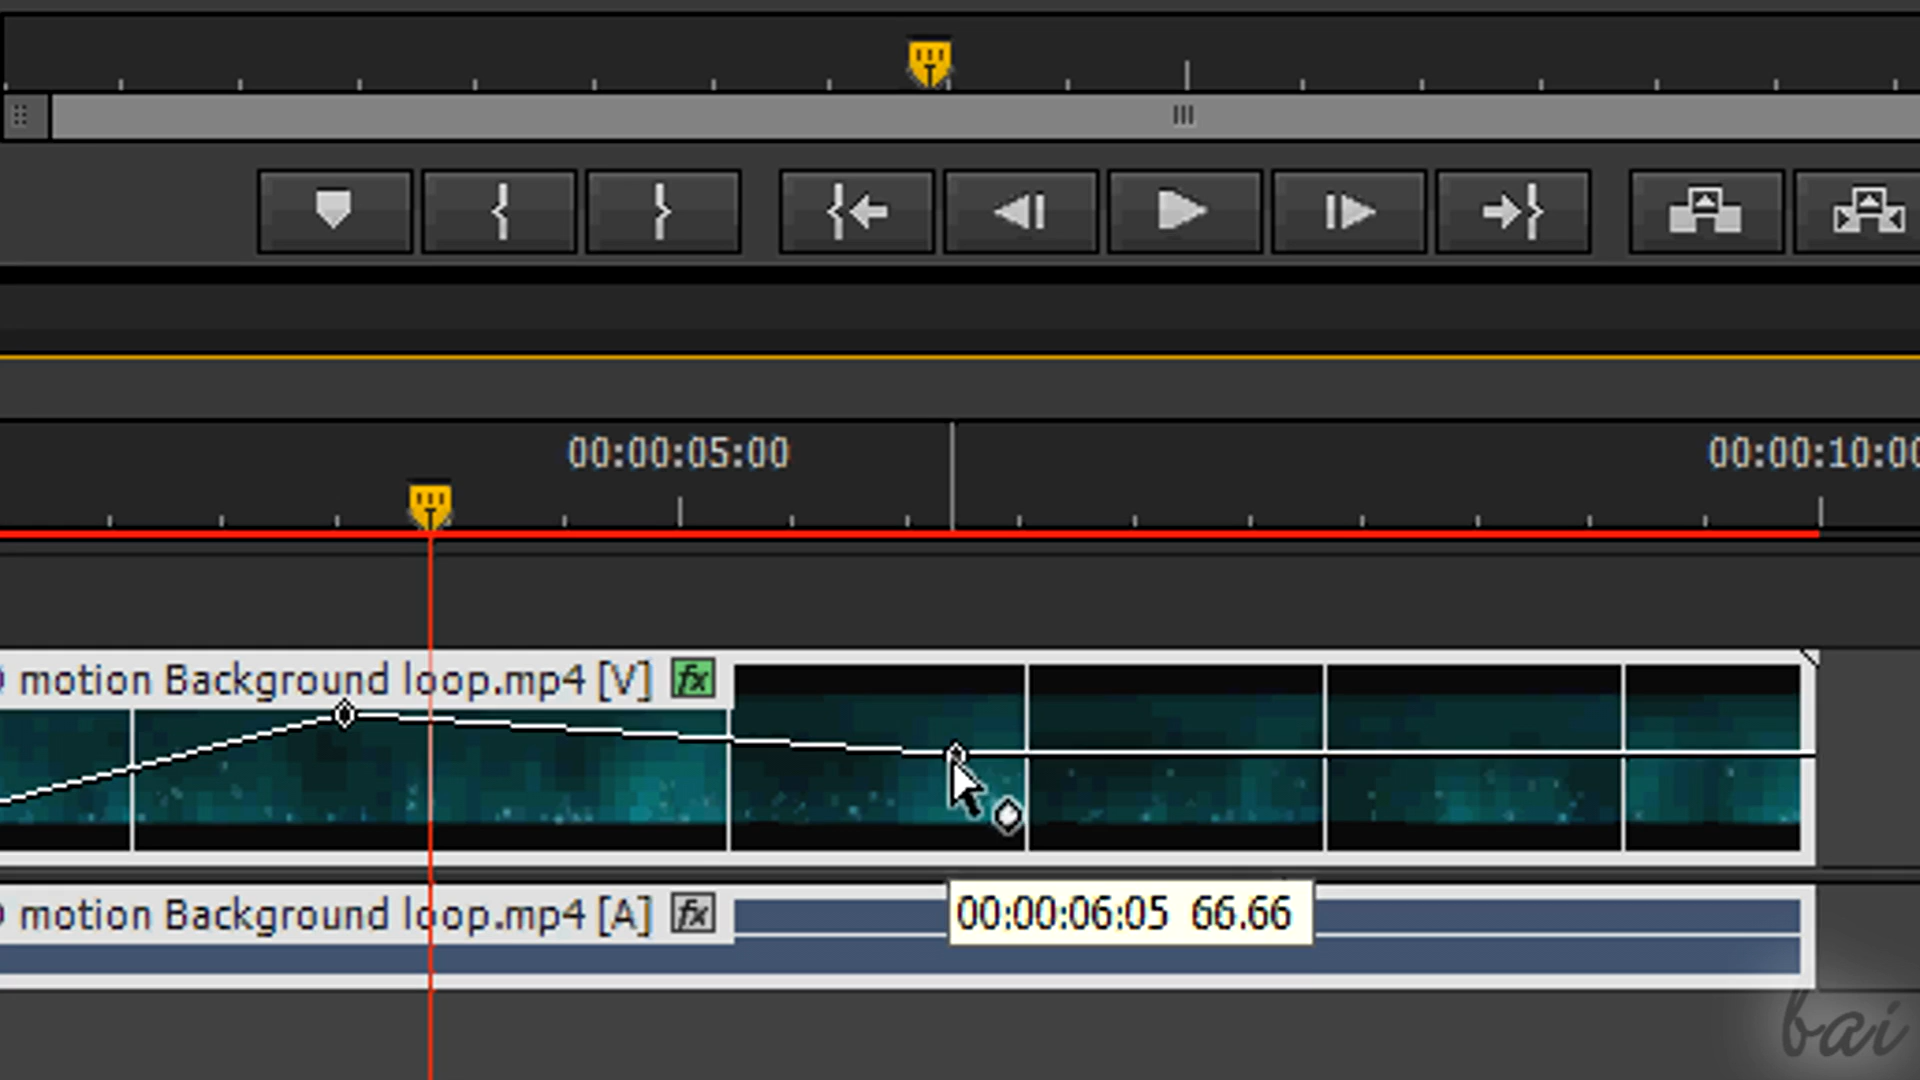 00:00:05:00
00:00:10:00
motion Background loop.mp4 [V] fx
motion Background loop.mp4 [A] fx
00:00:06:05 66.66
bai